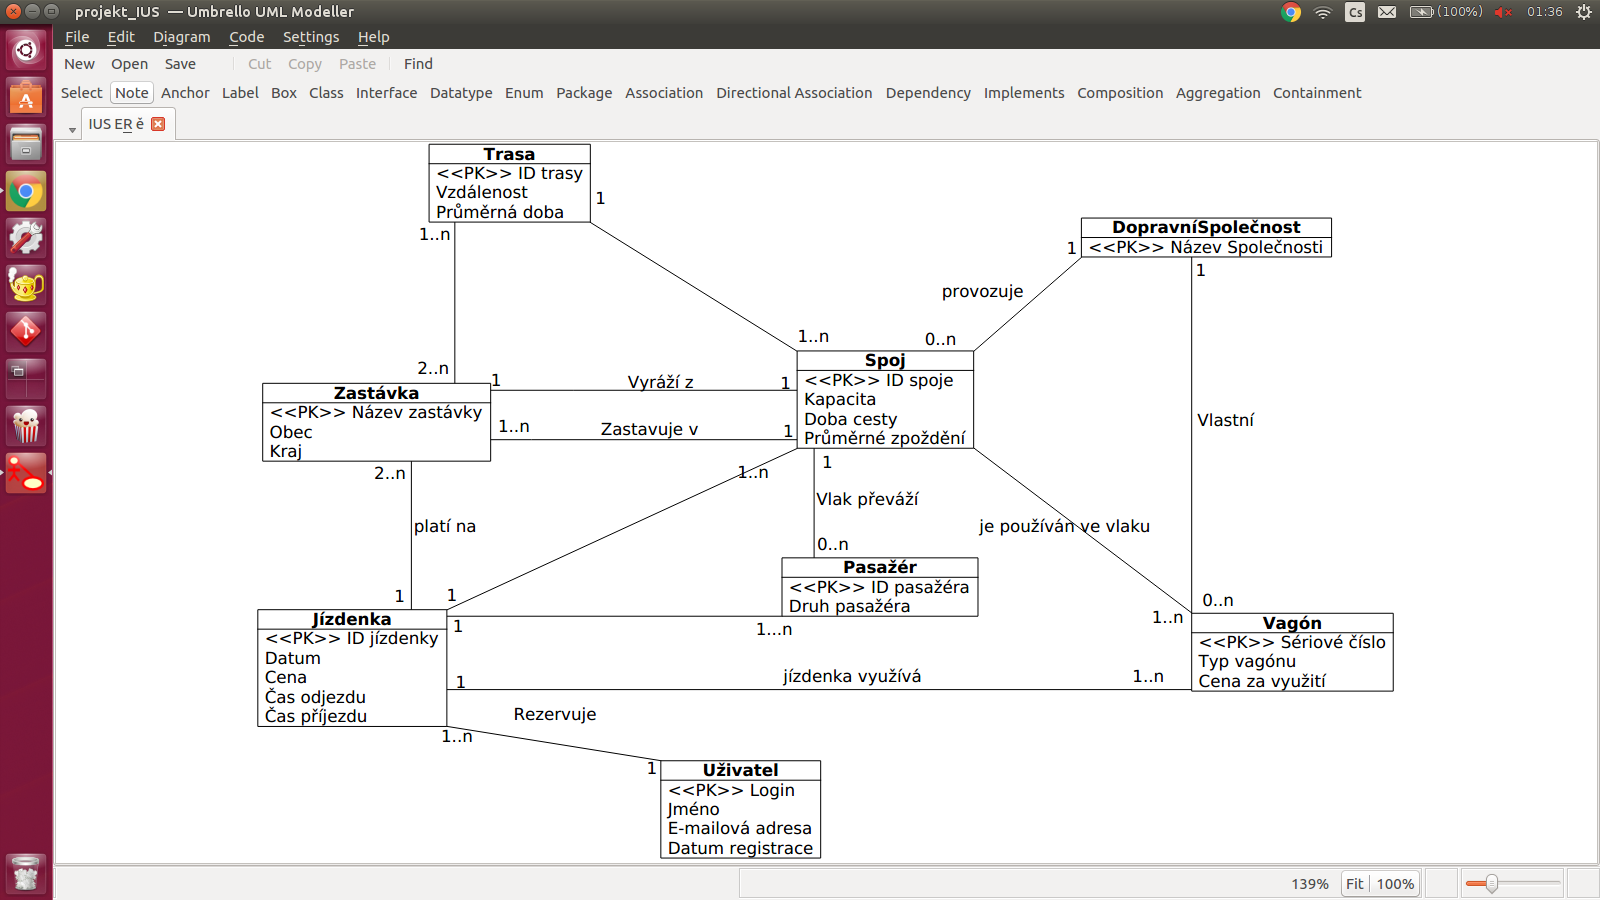 projekt_IUS — Umbrello UML Modeller
Cs
(100%)
01:36
File Edit Diagram Code Settings Help
New Open Save Cut Copy Paste Find
Select Note Anchor Label Box Class Interface Datatype Enum Package Association Directional Association Dependency Implements Composition Aggregation Containment
IUS ER ě
Trasa
<<PK>> ID trasy
Vzdálenost
Průměrná doba
1
1..n
DopravníSpolečnost
<<PK>> Název Společnosti
1
1
provozuje
1..n
0..n
2..n
Spoj
<<PK>> ID spoje
Kapacita
Doba cesty
Průměrné zpoždění
Zastávka
<<PK>> Název zastávky
Obec
Kraj
1
Vyráží z
1
1..n
Zastavuje v
1
Vlastní
2..n
1..n
1
Vlak převáží
platí na
je používán ve vlaku
0..n
Pasažér
<<PK>> ID pasažéra
Druh pasažéra
1
1
0..n
1..n
Jízdenka
<<PK>> ID jízdenky
Datum
Cena
Čas odjezdu
Čas příjezdu
1
1...n
Vagón
<<PK>> Sériové číslo
Typ vagónu
Cena za využití
1
jízdenka využívá
1..n
Rezervuje
1..n
1
Uživatel
<<PK>> Login
Jméno
E-mailová adresa
Datum registrace
139% Fit 100%